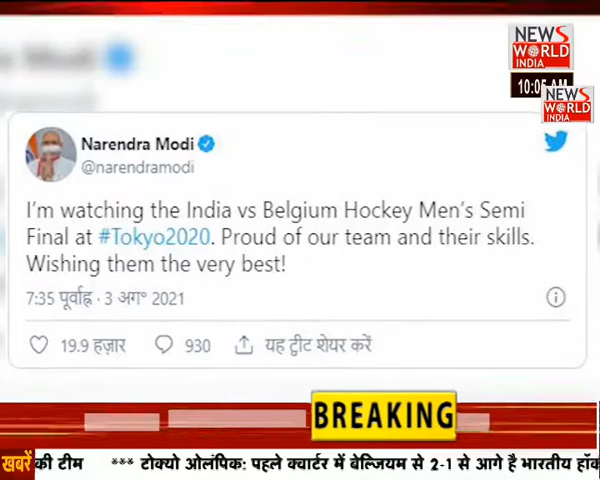 NEWS
WORLD
INDIA
10:05 AM
NEWS
WORLD
INDIA
Narendra Modi
@narendramodi
I'm watching the India vs Belgium Hockey Men's Semi
Final at #Tokyo2020. Proud of our team and their skills.
Wishing them the very best!
7:35 पूर्वाह्न · 3 अग॰ 2021
19.9 हज़ार 930 यह ट्वीट शेयर करें
BREAKING
खबरें की टीम *** टोक्यो ओलंपिक: पहले क्वार्टर में बेल्जियम से 2-1 से आगे है भारतीय हॉक